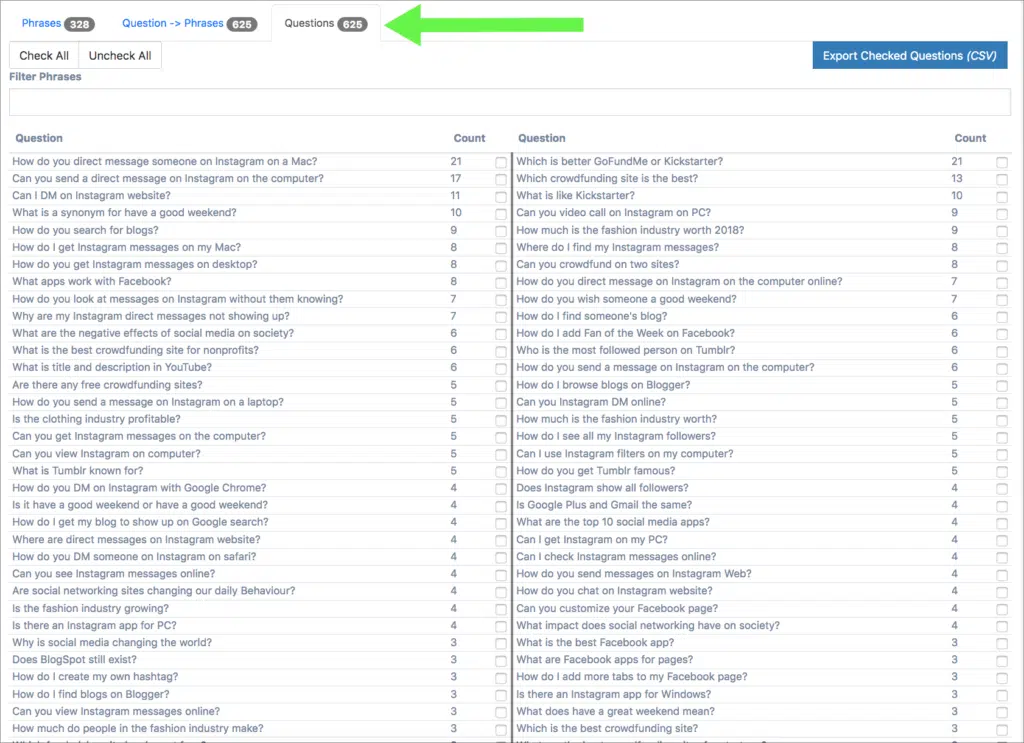 Phrases 328 Question -> Phrases 625 Questions 625
Check All Uncheck All Export Checked Questions (CSV)
Filter Phrases
Question Count Question Count
How do you direct message someone on Instagram on a Mac? 21 Which is better GoFundMe or Kickstarter? 21
Can you send a direct message on Instagram on the computer? 17 Which crowdfunding site is the best? 13
Can I DM on Instagram website? 11 What is like Kickstarter? 10
What is a synonym for have a good weekend? 10 Can you video call on Instagram on PC? 9
How do you search for blogs? 9 How much is the fashion industry worth 2018? 9
How do I get Instagram messages on my Mac? 8 Where do I find my Instagram messages? 8
How do you get Instagram messages on desktop? 8 Can you crowdfund on two sites? 8
What apps work with Facebook? 8 How do you direct message on Instagram on the computer online? 7
How do you look at messages on Instagram without them knowing? 7 How do you wish someone a good weekend? 7
Why are my Instagram direct messages not showing up? 7 How do I find someone's blog? 6
What are the negative effects of social media on society? 6 How do I add Fan of the Week on Facebook? 6
What is the best crowdfunding site for nonprofits? 6 Who is the most followed person on Tumblr? 6
What is title and description in YouTube? 6 How do you send a message on Instagram on the computer? 6
Are there any free crowdfunding sites? 5 How do I browse blogs on Blogger? 5
How do you send a message on Instagram on a laptop? 5 Can you Instagram DM online? 5
Is the clothing industry profitable? 5 How much is the fashion industry worth? 5
Can you get Instagram messages on the computer? 5 How do I see all my Instagram followers? 5
Can you view Instagram on computer? 5 Can I use Instagram filters on my computer? 5
What is Tumblr known for? 5 How do you get Tumblr famous? 5
How do you DM on Instagram with Google Chrome? 4 Does Instagram show all followers? 4
Is it have a good weekend or have a good weekend? 4 Is Google Plus and Gmail the same? 4
How do I get my blog to show up on Google search? 4 What are the top 10 social media apps? 4
Where are direct messages on Instagram website? 4 Can I get Instagram on my PC? 4
How do you DM someone on Instagram on safari? 4 Can I check Instagram messages online? 4
Can you see Instagram messages online? 4 How do you send messages on Instagram Web? 4
Are social networking sites changing our daily Behaviour? 4 How do you chat on Instagram website? 4
Is the fashion industry growing? 4 Can you customize your Facebook page? 4
Is there an Instagram app for PC? 4 What impact does social networking have on society? 4
Why is social media changing the world? 3 What is the best Facebook app? 3
Does BlogSpot still exist? 3 What are Facebook apps for pages? 3
How do I create my own hashtag? 3 How do I add more tabs to my Facebook page? 3
How do I find blogs on Blogger? 3 Is there an Instagram app for Windows? 3
Can you view Instagram messages online? 3 What does have a great weekend mean? 3
How much do people in the fashion industry make? 3 Which is the best crowdfunding site? 3